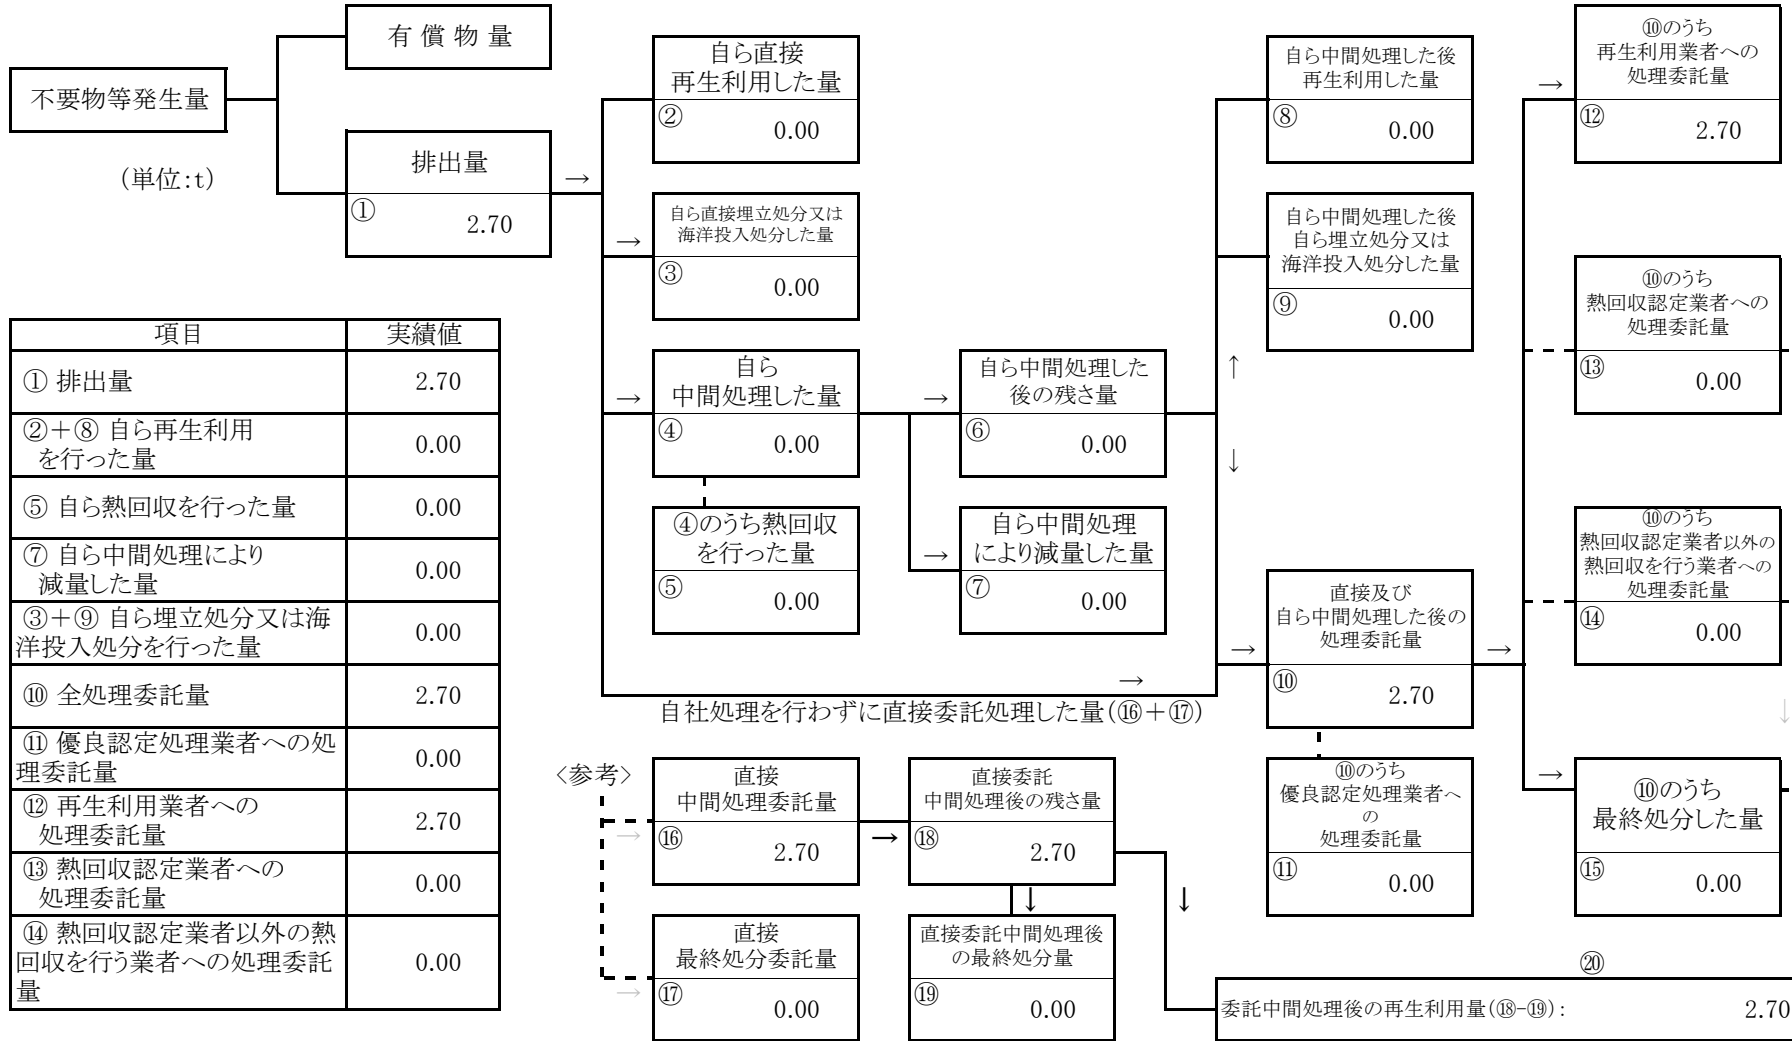 有 償 物 量
不要物等発生量
(単位:t)
排出量
①
2.70
→
自ら直接
再生利用した量
②
0.00
→
自ら直接埋立処分又は
海洋投入処分した量
③
0.00
→
自ら
中間処理した量
④
0.00
④のうち熱回収
を行った量
⑤
0.00
→
自ら中間処理した
後の残さ量
⑥
0.00
→
自ら中間処理
により減量した量
⑦
0.00
↑
↓
自ら中間処理した後
再生利用した量
⑧
0.00
自ら中間処理した後
自ら埋立処分又は
海洋投入処分した量
⑨
0.00
→
直接及び
自ら中間処理した後の
処理委託量
⑩
2.70
→
⑩のうち
優良認定処理業者へ
の
処理委託量
⑪
0.00
→
⑩のうち
再生利用業者への
処理委託量
⑫
2.70
⑩のうち
熱回収認定業者への
処理委託量
⑬
0.00
⑩のうち
熱回収認定業者以外の
熱回収を行う業者への
処理委託量
⑭
0.00
↓
→
⑩のうち
最終処分した量
⑮
0.00
→
自社処理を行わずに直接委託処理した量(⑯+⑰)
〈参考〉
→
直接
中間処理委託量
⑯
2.70
→
直接委託
中間処理後の残さ量
⑱
2.70
→
直接
最終処分委託量
⑰
0.00
↓
直接委託中間処理後
の最終処分量
⑲
0.00
↓
⑳
委託中間処理後の再生利用量(⑱-⑲): 2.70
項目 実績値
① 排出量 2.70
②+⑧ 自ら再生利用
を行った量 0.00
⑤ 自ら熱回収を行った量 0.00
⑦ 自ら中間処理により
減量した量 0.00
③+⑨ 自ら埋立処分又は海
洋投入処分を行った量 0.00
⑩ 全処理委託量 2.70
⑪ 優良認定処理業者への処
理委託量 0.00
⑫ 再生利用業者への
処理委託量 2.70
⑬ 熱回収認定業者への
処理委託量 0.00
⑭ 熱回収認定業者以外の熱
回収を行う業者への処理委託
量 0.00